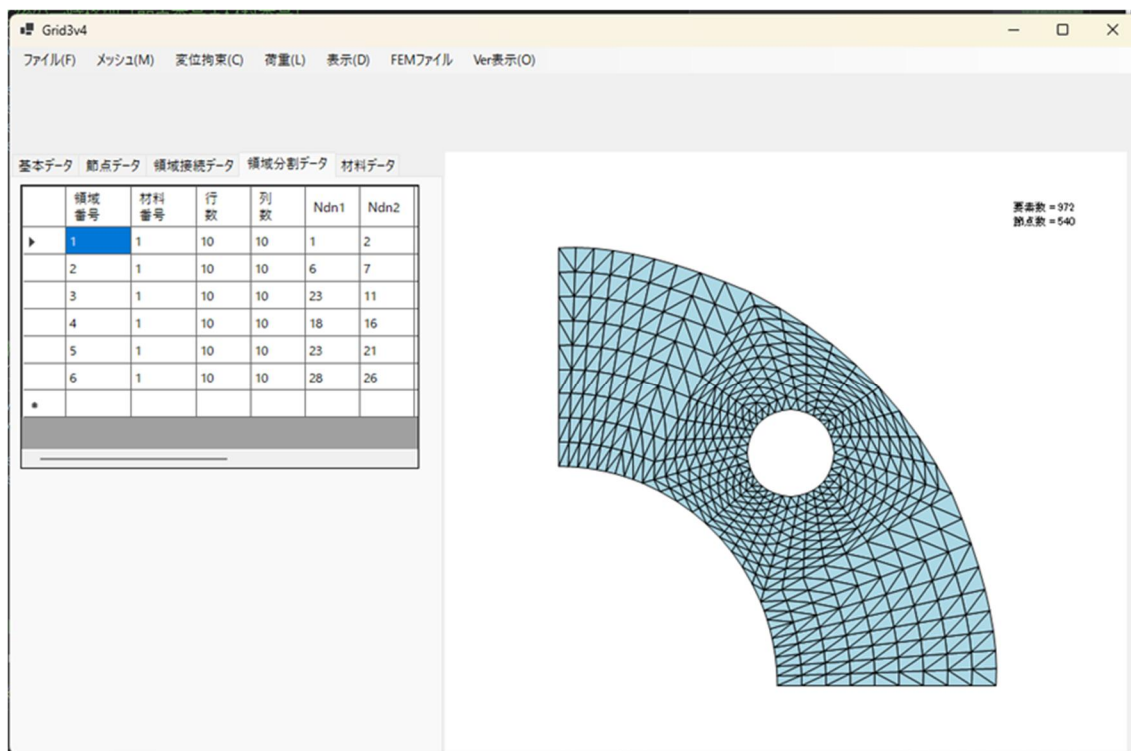 Grid3v4
ファイル(F) メッシュ(M) 変位拘束(C) 荷重(L) 表示(D) FEMファイル Ver表示(O)
基本データ 節点データ 領域接続データ 領域分割データ 材料データ
領域番号 材料番号 行数 列数 Ndn1 Ndn2
1 1 10 10 1 2
2 1 10 10 6 7
3 1 10 10 23 11
4 1 10 10 18 16
5 1 10 10 23 21
6 1 10 10 28 26
要素数 = 972
節点数 = 540